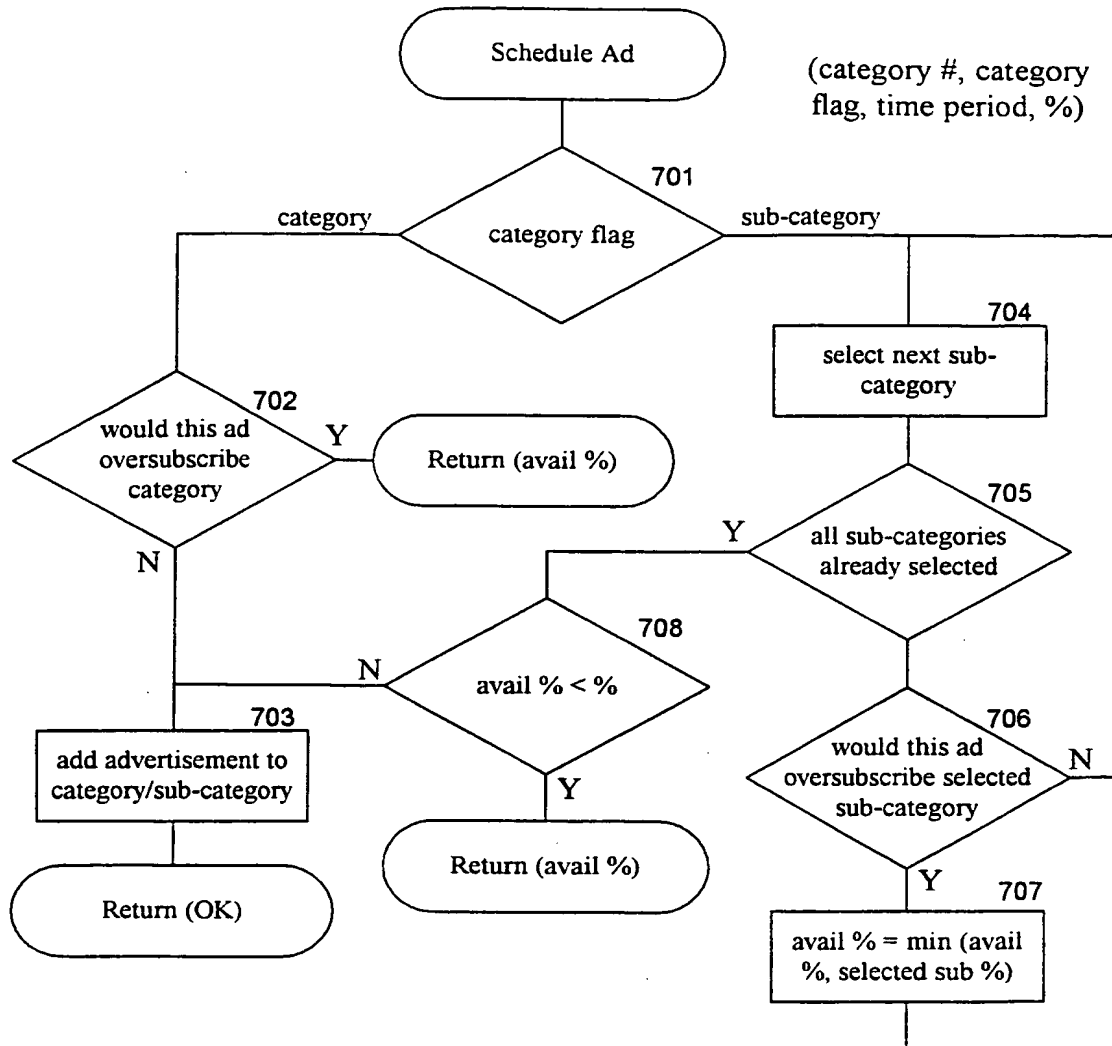 Schedule Ad
(category #, category
flag, time period, %)
701
category
category flag
sub-category
704
select next sub-
category
702
would this ad
oversubscribe
category
Y
Return (avail %)
705
Y
all sub-categories
already selected
N
708
N
avail % < %
703
add advertisement to
category/sub-category
706
would this ad
oversubscribe selected
sub-category
N
Y
Return (avail %)
Y
Return (OK)
707
avail % = min (avail
%, selected sub %)